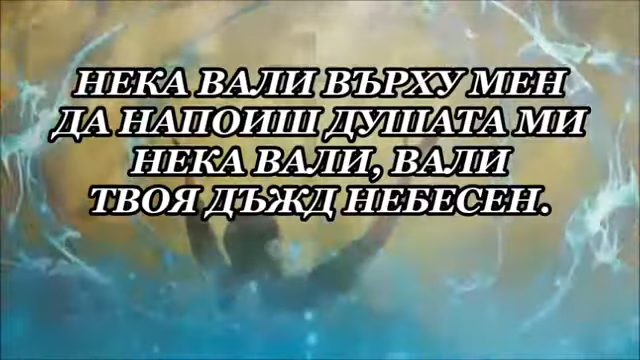 НЕКА ВАЛИ ВЪРХУ МЕН
ДА НАПОИШ ДУШАТА МИ
НЕКА ВАЛИ, ВАЛИ
ТВОЯ ДЪЖД НЕБЕСЕН.